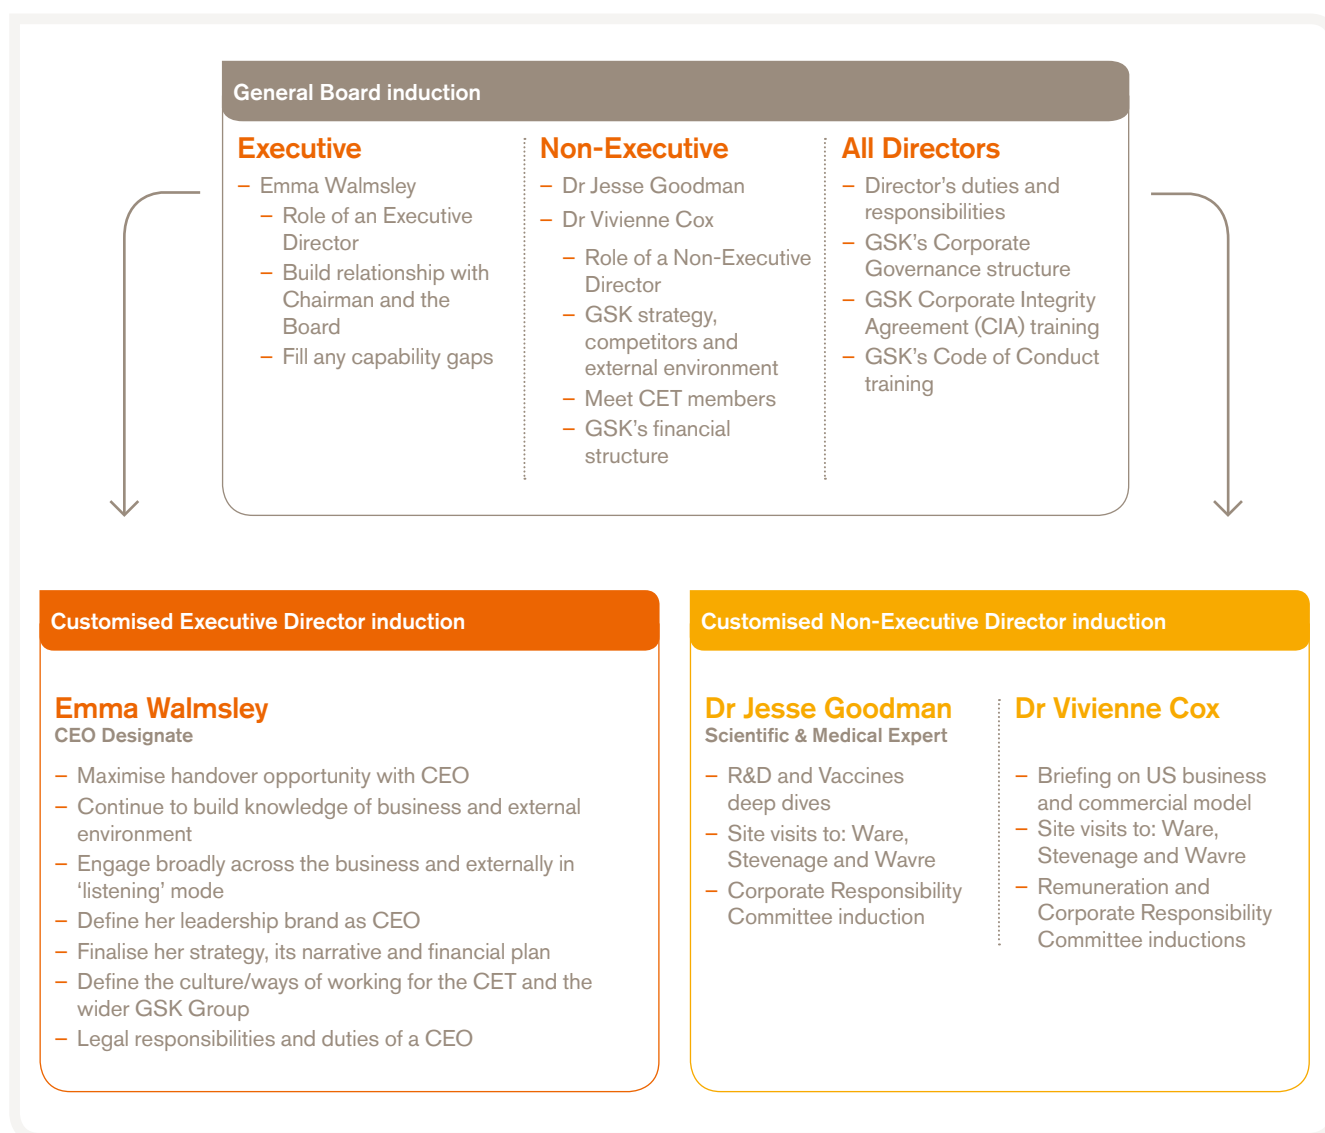 General Board induction
Executive
– Emma Walmsley
– Role of an Executive
Director
– Build relationship with
Chairman and the
Board
– Fill any capability gaps
Non-Executive
– Dr Jesse Goodman
– Dr Vivienne Cox
– Role of a Non-Executive
Director
– GSK strategy,
competitors and
external environment
– Meet CET members
– GSK’s financial
structure
All Directors
– Director’s duties and
responsibilities
– GSK’s Corporate
Governance structure
– GSK Corporate Integrity
Agreement (CIA) training
– GSK’s Code of Conduct
training
Customised Executive Director induction
Emma Walmsley
CEO Designate
– Maximise handover opportunity with CEO
– Continue to build knowledge of business and external
environment
– Engage broadly across the business and externally in
‘listening’ mode
– Define her leadership brand as CEO
– Finalise her strategy, its narrative and financial plan
– Define the culture/ways of working for the CET and the
wider GSK Group
– Legal responsibilities and duties of a CEO
Customised Non-Executive Director induction
Dr Jesse Goodman
Scientific & Medical Expert
– R&D and Vaccines
deep dives
– Site visits to: Ware,
Stevenage and Wavre
– Corporate Responsibility
Committee induction
Dr Vivienne Cox
– Briefing on US business
and commercial model
– Site visits to: Ware,
Stevenage and Wavre
– Remuneration and
Corporate Responsibility
Committee inductions